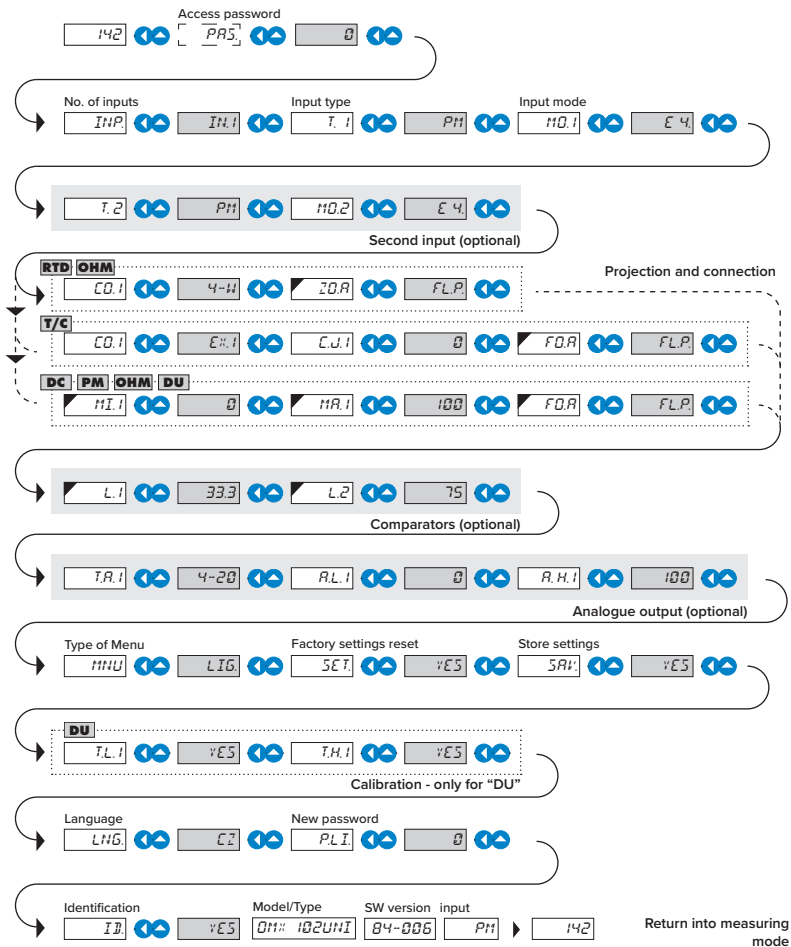 Access password
142 PAS. 0
No. of inputs Input type Input mode
INP. IN.1 T. 1 PM MO.1 E 4.
T. 2 PM MO.2 E 4.
Second input (optional)
RTD OHM
Projection and connection
CO.1 4-W ZO.A FL.P.
T/C
CO.1 EX.1 C.J.1 0 FO.A FL.P.
DC PM OHM DU
MI.1 0 MA.1 100 FO.A FL.P.
L.1 33.3 L.2 75
Comparators (optional)
T.A.1 4-20 A.L.1 0 A.H.1 100
Analogue output (optional)
Type of Menu Factory settings reset Store settings
MNU LIG. SET. YES SAV. YES
DU
T.L.1 YES T.H.1 YES
Calibration - only for “DU”
Language New password
LNG. CZ P.LI. 0
Identification Model/Type SW version input
ID. YES OMX 102UNI 84-006 PM 142
Return into measuring
mode